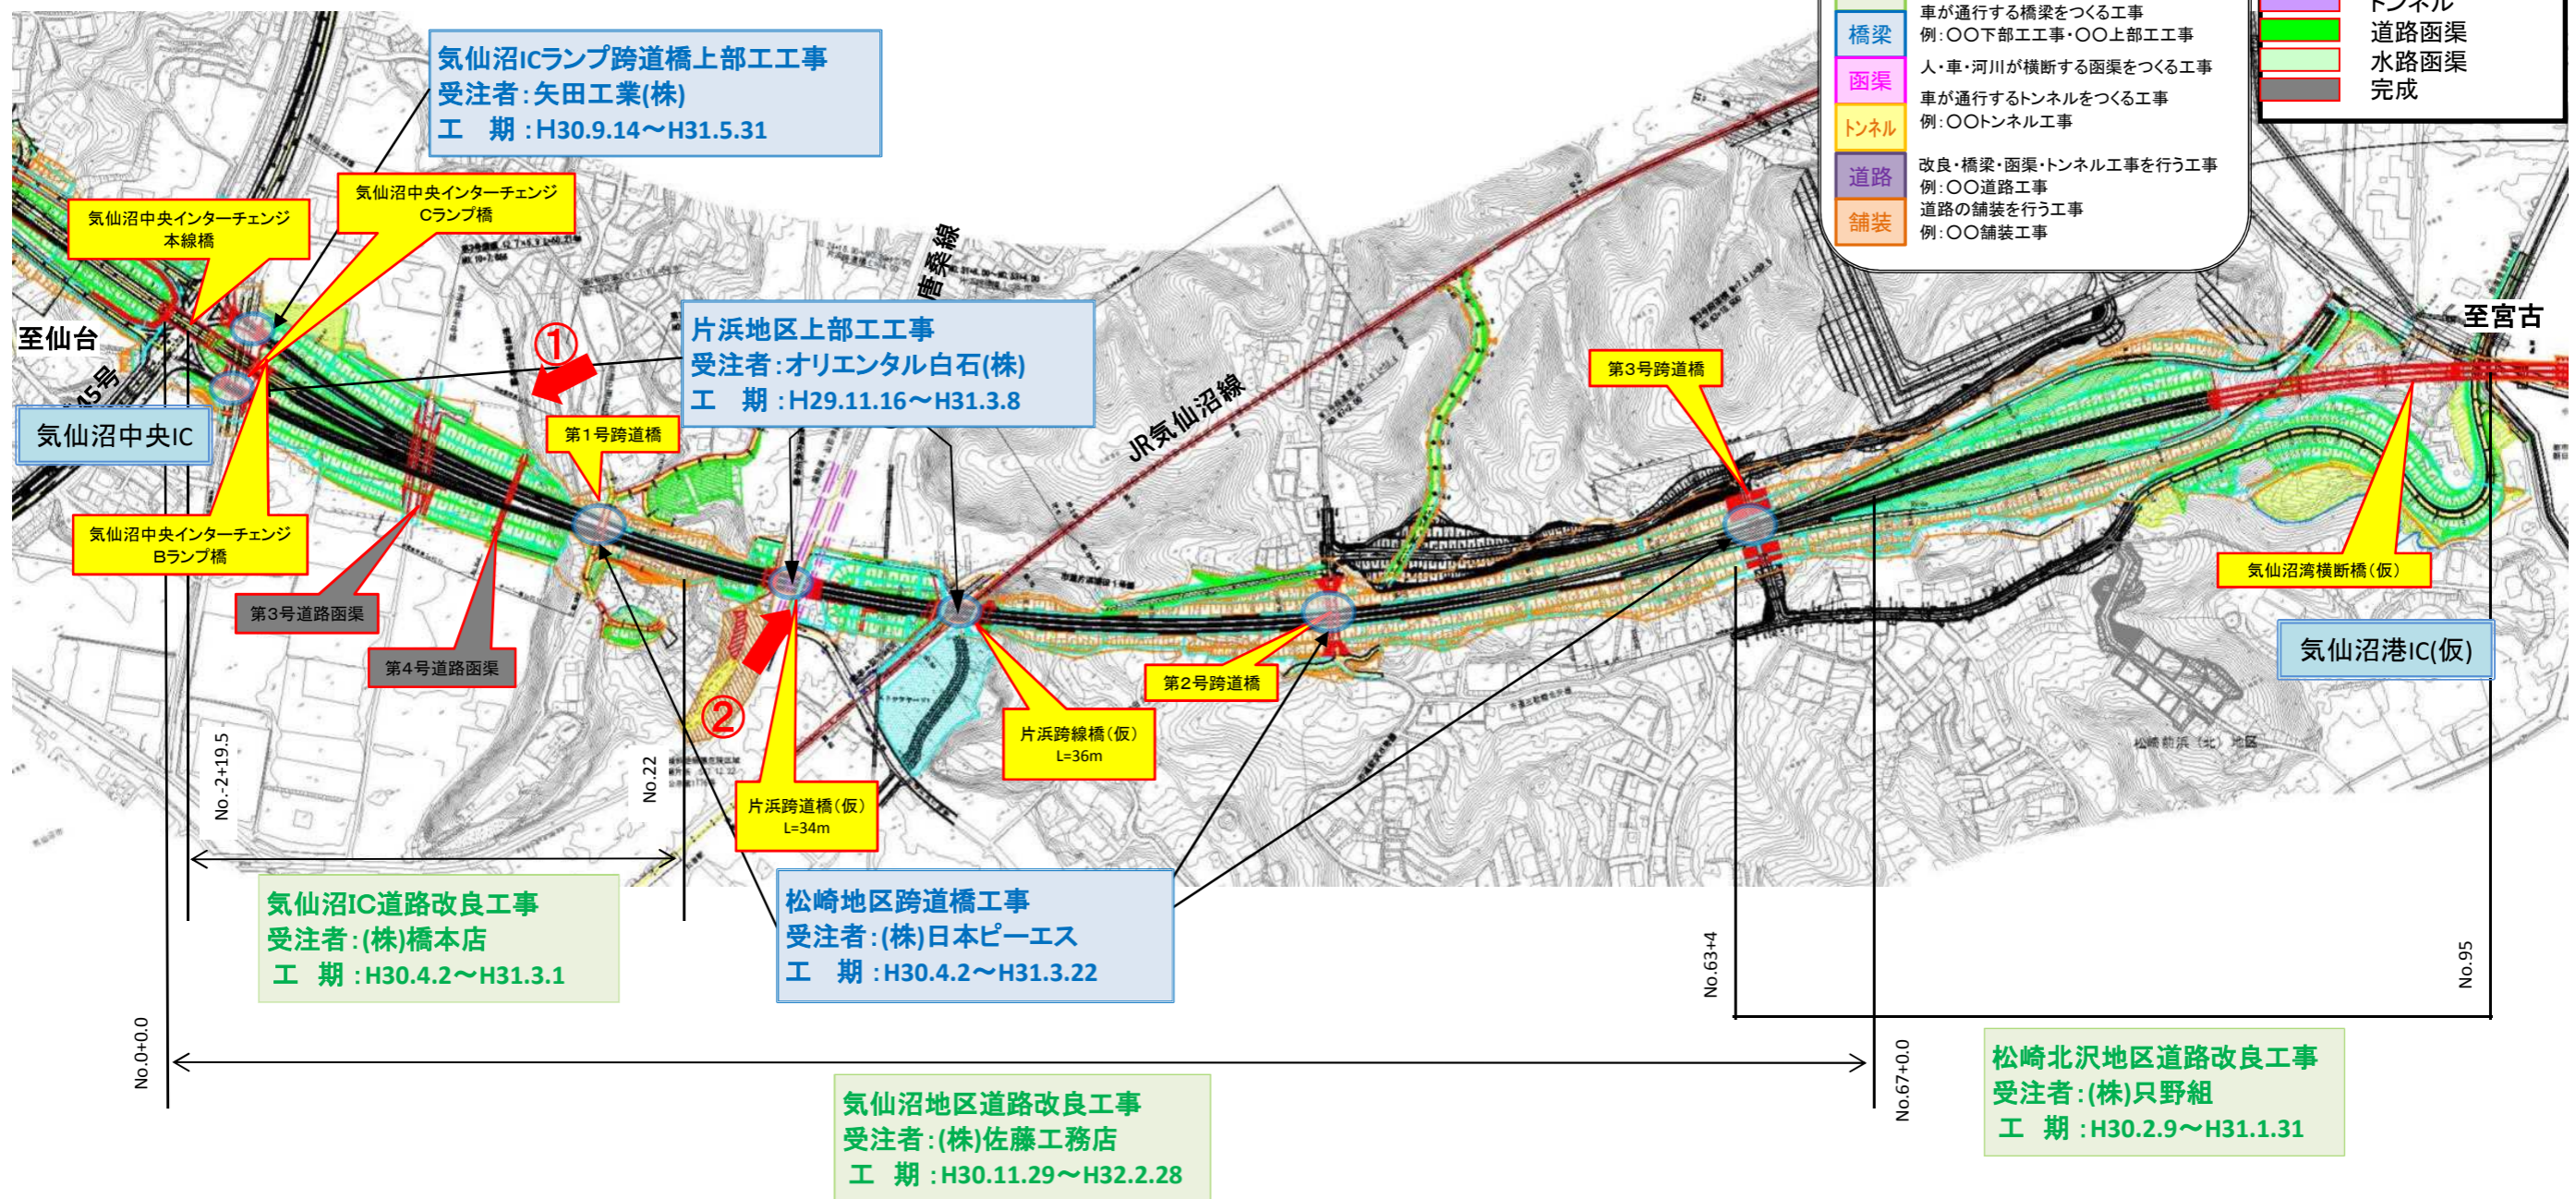 気仙沼ICランプ跨道橋上部工工事
受注者：矢田工業(株)
工　期：H30.9.14～H31.5.31
車が通行する橋梁をつくる工事
橋梁
例：〇〇下部工工事・〇〇上部工工事
函渠
人・車・河川が横断する函渠をつくる工事
車が通行するトンネルをつくる工事
トンネル
例：〇〇トンネル工事
改良・橋梁・函渠・トンネル工事を行う工事
道路
例：〇〇道路工事
道路の舗装を行う工事
舗装
例：〇〇舗装工事
トンネル
道路函渠
水路函渠
完成
気仙沼中央インターチェンジ
本線橋
気仙沼中央インターチェンジ
Cランプ橋
至仙台
45号
気仙沼中央IC
気仙沼中央インターチェンジ
Bランプ橋
①
唐桑線
片浜地区上部工工事
受注者：オリエンタル白石(株)
工　期：H29.11.16～H31.3.8
第1号跨道橋
JR気仙沼線
第3号跨道橋
至宮古
気仙沼湾横断橋(仮)
気仙沼港IC(仮)
第3号道路函渠
第4号道路函渠
②
第2号跨道橋
片浜跨線橋(仮)
L=36m
片浜跨道橋(仮)
L=34m
松崎前浜（北）地区
No.-2+19.5
No.22
気仙沼IC道路改良工事
受注者：(株)橋本店
工　期：H30.4.2～H31.3.1
松崎地区跨道橋工事
受注者：(株)日本ピーエス
工　期：H30.4.2～H31.3.22
No.63+4
No.95
No.0+0.0
No.67+0.0
気仙沼地区道路改良工事
受注者：(株)佐藤工務店
工　期：H30.11.29～H32.2.28
松崎北沢地区道路改良工事
受注者：(株)只野組
工　期：H30.2.9～H31.1.31